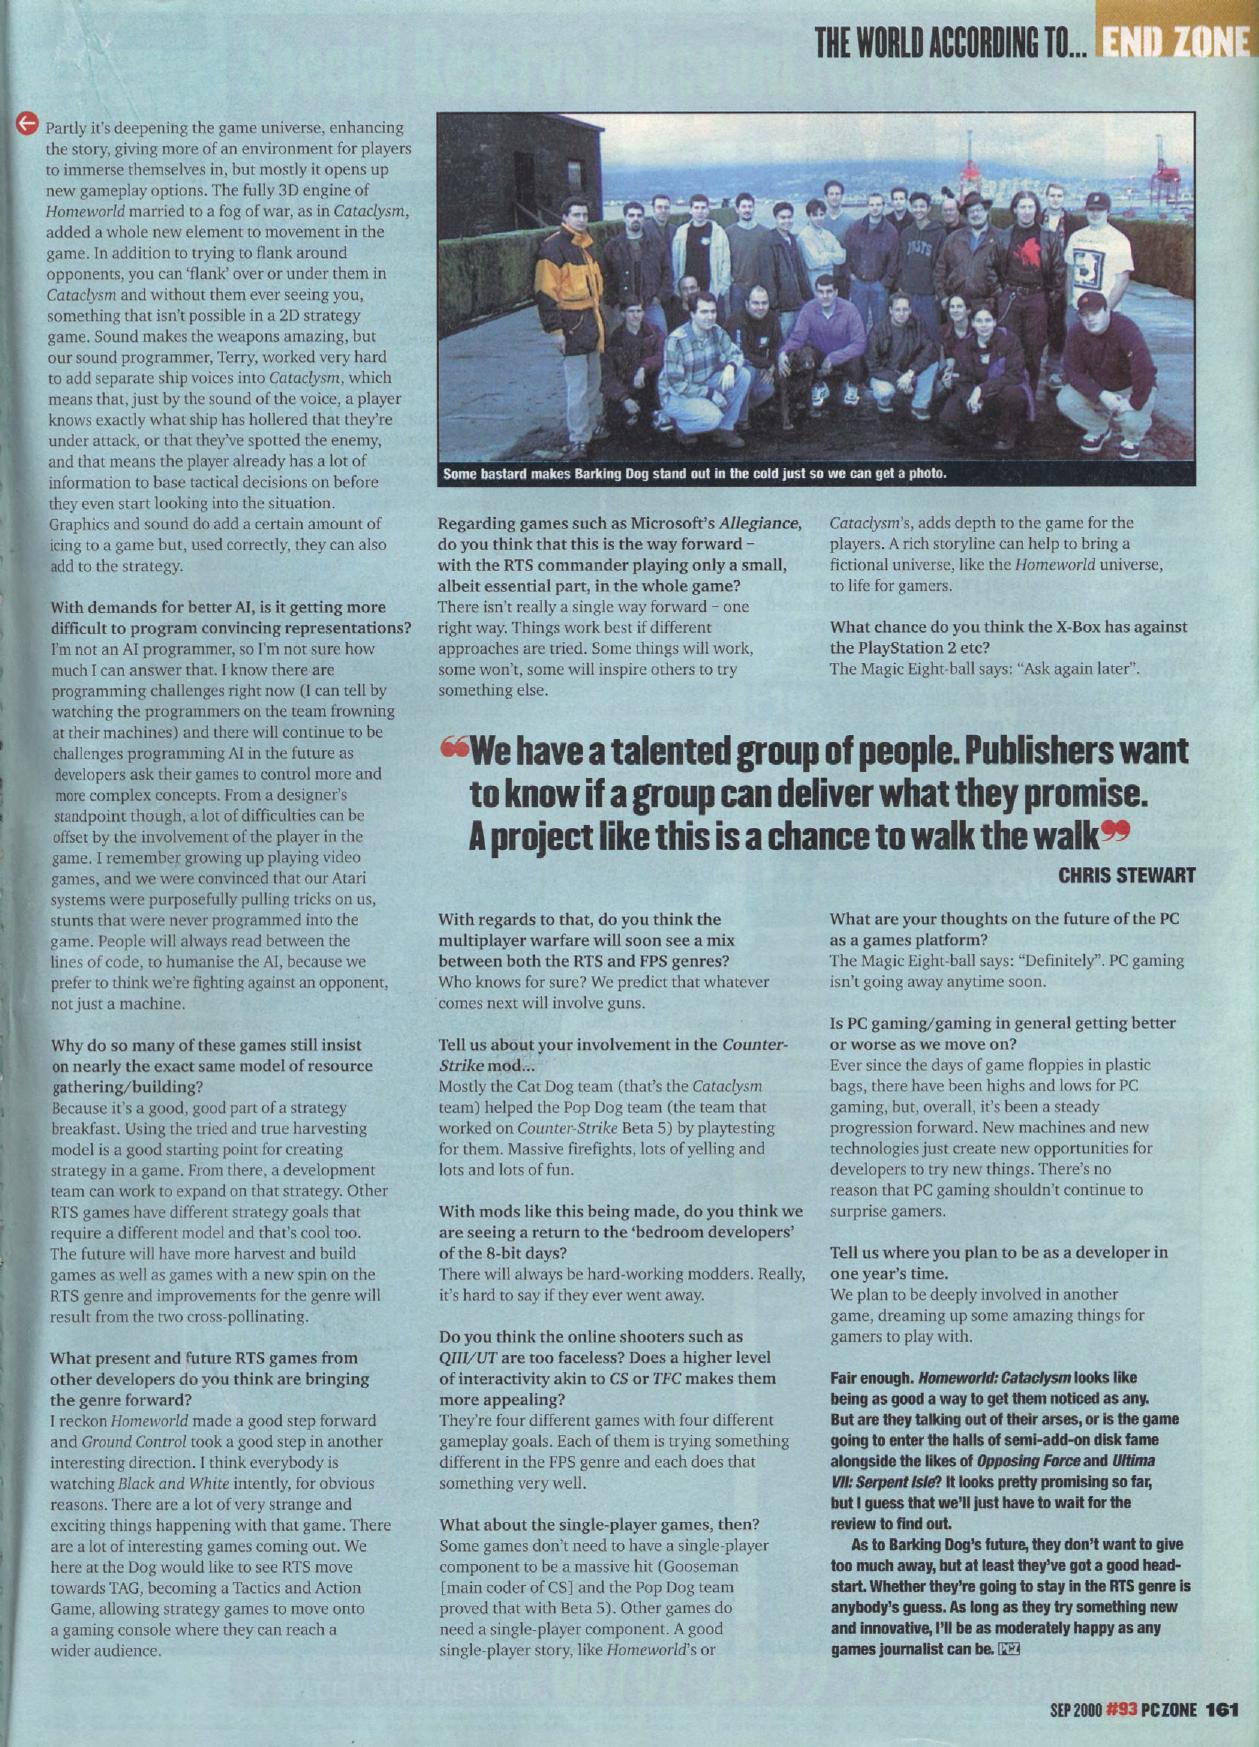 THE WORLD ACCORDING TO... END ZONE
Partly it's deepening the game universe, enhancing
the story, giving more of an environment for players
to immerse themselves in, but mostly it opens up
new gameplay options. The fully 3D engine of
Homeworld married to a fog of war, as in Cataclysm,
added a whole new element to movement in the
game. In addition to trying to flank around
opponents, you can 'flank' over or under them in
Cataclysm and without them ever seeing you,
something that isn't possible in a 2D strategy
game. Sound makes the weapons amazing, but
our sound programmer, Terry, worked very hard
to add separate ship voices into Cataclysm, which
means that, just by the sound of the voice, a player
knows exactly what ship has hollered that they're
under attack, or that they've spotted the enemy,
and that means the player already has a lot of
information to base tactical decisions on before
they even start looking into the situation.
Graphics and sound do add a certain amount of
icing to a game but, used correctly, they can also
add to the strategy.
With demands for better AI, is it getting more
difficult to program convincing representations?
I'm not an AI programmer, so I'm not sure how
much I can answer that. I know there are
programming challenges right now (I can tell by
watching the programmers on the team frowning
at their machines) and there will continue to be
challenges programming AI in the future as
developers ask their games to control more and
more complex concepts. From a designer's
standpoint though, a lot of difficulties can be
offset by the involvement of the player in the
game. I remember growing up playing video
games, and we were convinced that our Atari
systems were purposefully pulling tricks on us,
stunts that were never programmed into the
game. People will always read between the
lines of code, to humanise the AI, because we
prefer to think we're fighting against an opponent,
not just a machine.
Why do so many of these games still insist
on nearly the exact same model of resource
gathering/building?
Because it's a good, good part of a strategy
breakfast. Using the tried and true harvesting
model is a good starting point for creating
strategy in a game. From there, a development
team can work to expand on that strategy. Other
RTS games have different strategy goals that
require a different model and that's cool too.
The future will have more harvest and build
games as well as games with a new spin on the
RTS genre and improvements for the genre will
result from the two cross-pollinating.
What present and future RTS games from
other developers do you think are bringing
the genre forward?
I reckon Homeworld made a good step forward
and Ground Control took a good step in another
interesting direction. I think everybody is
watching Black and White intently, for obvious
reasons. There are a lot of very strange and
exciting things happening with that game. There
are a lot of interesting games coming out. We
here at the Dog would like to see RTS move
towards TAG, becoming a Tactics and Action
Game, allowing strategy games to move onto
a gaming console where they can reach a
wider audience.
Some bastard makes Barking Dog stand out in the cold just so we can get a photo.
Regarding games such as Microsoft's Allegiance,
do you think that this is the way forward –
with the RTS commander playing only a small,
albeit essential part, in the whole game?
There isn't really a single way forward – one
right way. Things work best if different
approaches are tried. Some things will work,
some won't, some will inspire others to try
something else.
Cataclysm's, adds depth to the game for the
players. A rich storyline can help to bring a
fictional universe, like the Homeworld universe,
to life for gamers.
What chance do you think the X-Box has against
the PlayStation 2 etc?
The Magic Eight-ball says: "Ask again later".
“We have a talented group of people. Publishers want
to know if a group can deliver what they promise.
A project like this is a chance to walk the walk”
CHRIS STEWART
With regards to that, do you think the
multiplayer warfare will soon see a mix
between both the RTS and FPS genres?
Who knows for sure? We predict that whatever
comes next will involve guns.
Tell us about your involvement in the Counter-
Strike mod...
Mostly the Cat Dog team (that's the Cataclysm
team) helped the Pop Dog team (the team that
worked on Counter-Strike Beta 5) by playtesting
for them. Massive firefights, lots of yelling and
lots and lots of fun.
With mods like this being made, do you think we
are seeing a return to the 'bedroom developers'
of the 8-bit days?
There will always be hard-working modders. Really,
it's hard to say if they ever went away.
Do you think the online shooters such as
QIII/UT are too faceless? Does a higher level
of interactivity akin to CS or TFC makes them
more appealing?
They're four different games with four different
gameplay goals. Each of them is trying something
different in the FPS genre and each does that
something very well.
What about the single-player games, then?
Some games don't need to have a single-player
component to be a massive hit (Gooseman
[main coder of CS] and the Pop Dog team
proved that with Beta 5). Other games do
need a single-player component. A good
single-player story, like Homeworld's or
What are your thoughts on the future of the PC
as a games platform?
The Magic Eight-ball says: "Definitely". PC gaming
isn't going away anytime soon.
Is PC gaming/gaming in general getting better
or worse as we move on?
Ever since the days of game floppies in plastic
bags, there have been highs and lows for PC
gaming, but, overall, it's been a steady
progression forward. New machines and new
technologies just create new opportunities for
developers to try new things. There's no
reason that PC gaming shouldn't continue to
surprise gamers.
Tell us where you plan to be as a developer in
one year's time.
We plan to be deeply involved in another
game, dreaming up some amazing things for
gamers to play with.
Fair enough. Homeworld: Cataclysm looks like
being as good a way to get them noticed as any.
But are they talking out of their arses, or is the game
going to enter the halls of semi-add-on disk fame
alongside the likes of Opposing Force and Ultima
VII: Serpent Isle? It looks pretty promising so far,
but I guess that we'll just have to wait for the
review to find out.
As to Barking Dog's future, they don't want to give
too much away, but at least they've got a good head-
start. Whether they're going to stay in the RTS genre is
anybody's guess. As long as they try something new
and innovative, I'll be as moderately happy as any
games journalist can be. PCZ
SEP 2000 #93 PC ZONE 161